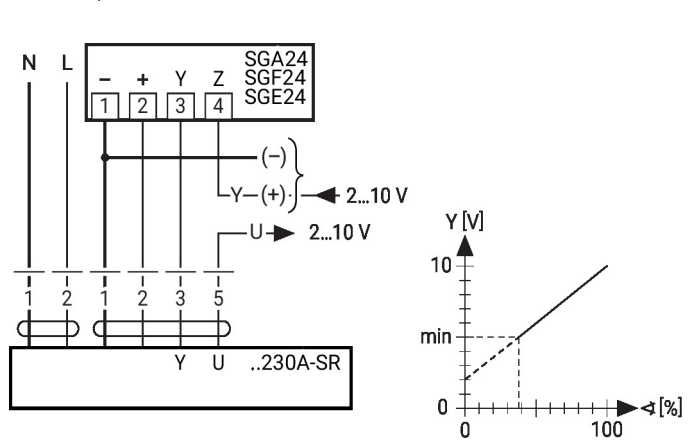 N L
SGA24
SGF24
SGE24
− + Y Z
1 2 3 4
(−)
Y (+) 2...10 V
U 2...10 V
1 2 1 2 3 5
Y U ..230A-SR
Y [V]
10
min
0
0 100
∢ [%]